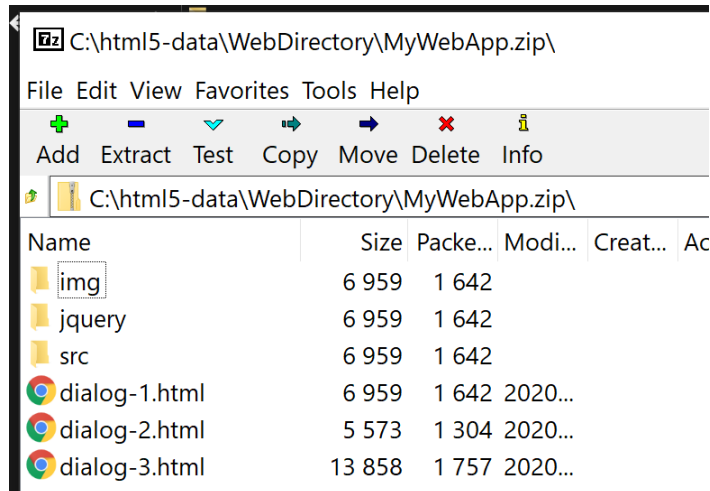 7z C:\html5-data\WebDirectory\MyWebApp.zip\
File Edit View Favorites Tools Help
Add Extract Test Copy Move Delete Info
C:\html5-data\WebDirectory\MyWebApp.zip\
Name Size Packe... Modi... Creat... Ac
img 6 959 1 642
jquery 6 959 1 642
src 6 959 1 642
dialog-1.html 6 959 1 642 2020...
dialog-2.html 5 573 1 304 2020...
dialog-3.html 13 858 1 757 2020...